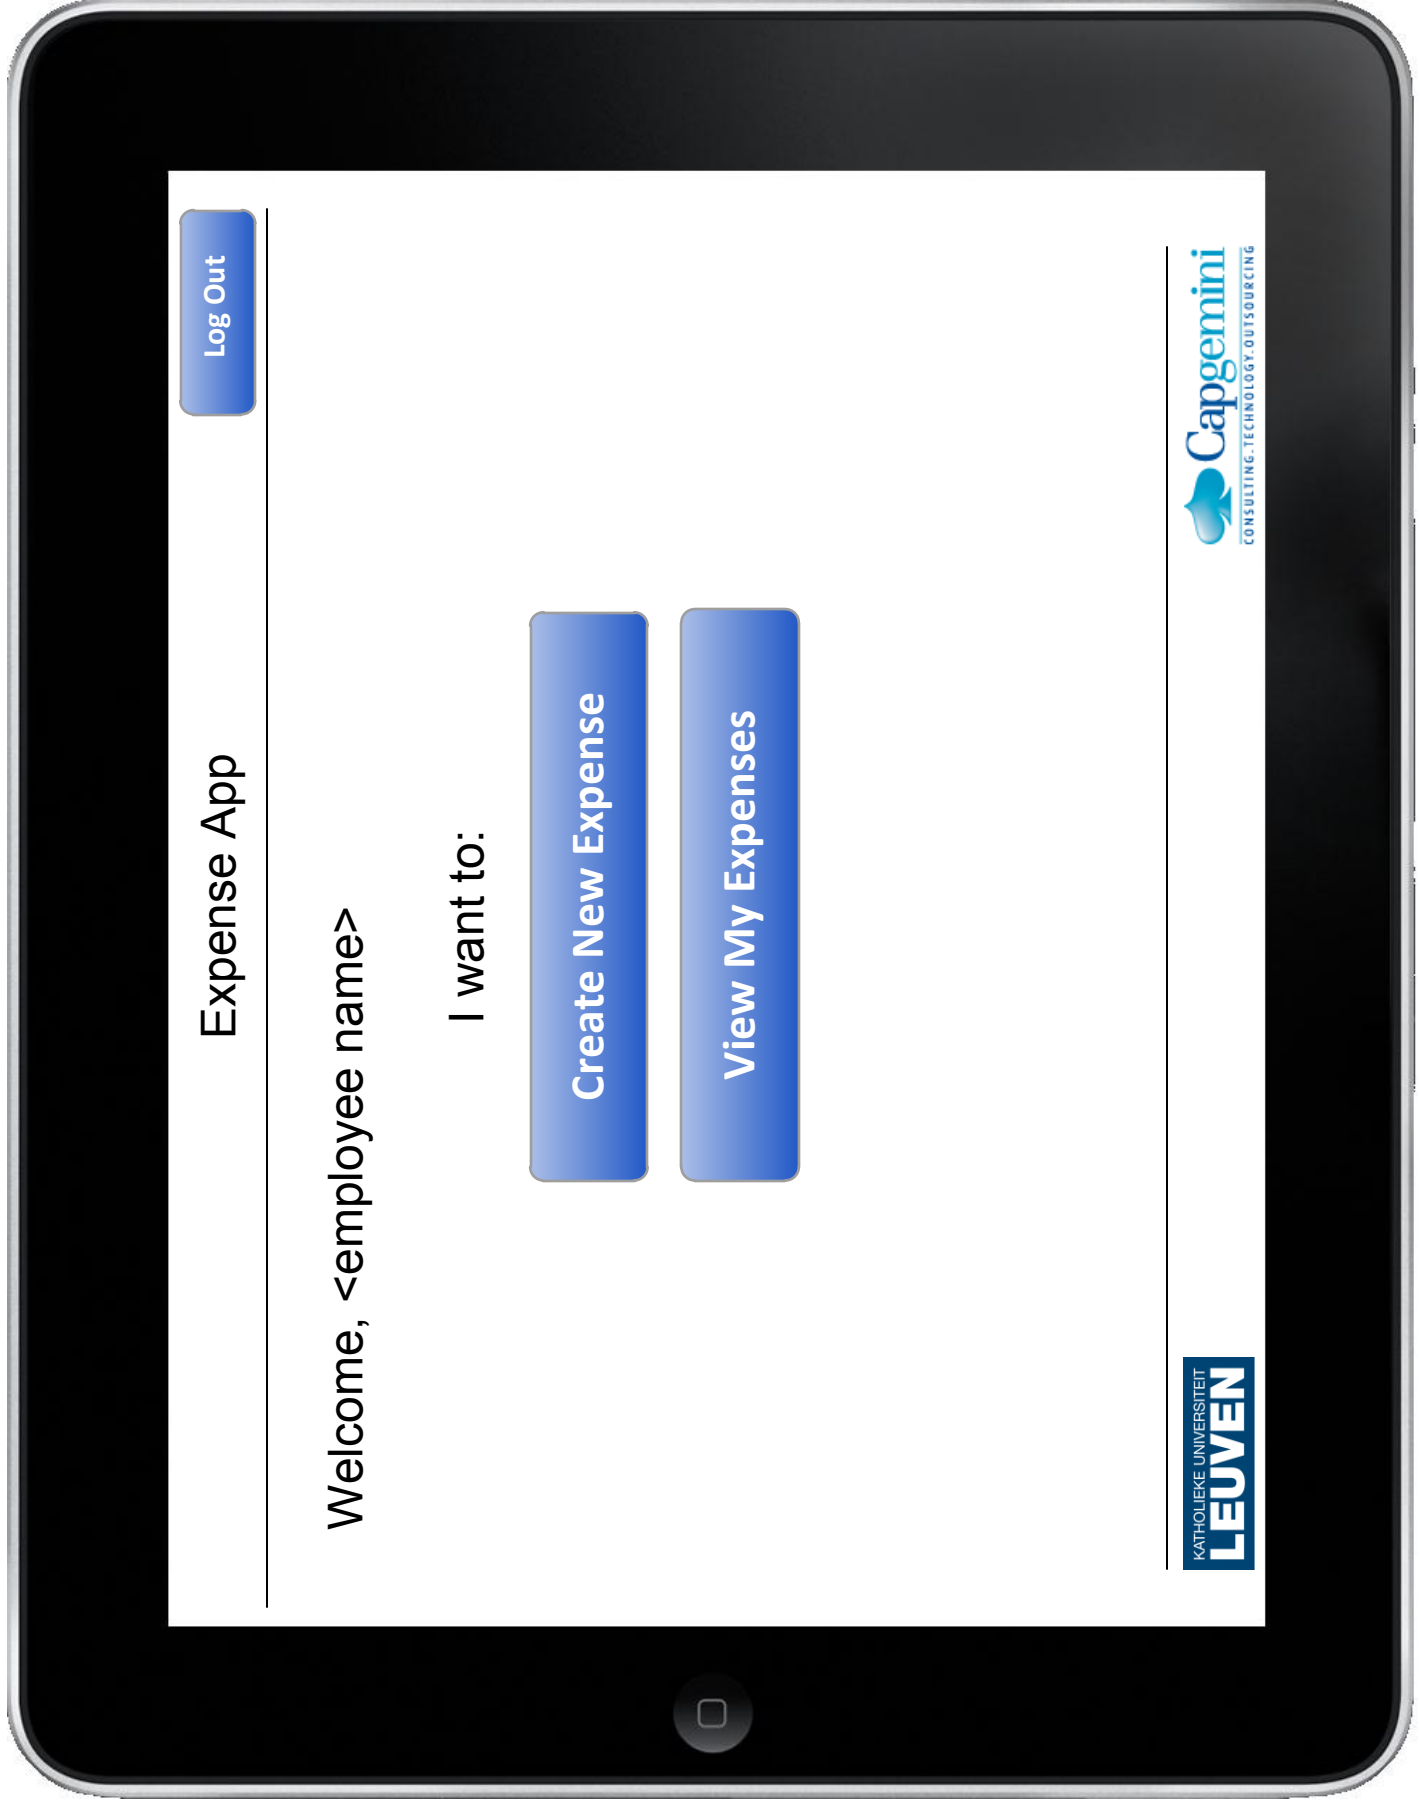 Expense App
Log Out
Welcome, <employee name>
I want to:
Create New Expense
View My Expenses
KATHOLIEKE UNIVERSITEIT
LEUVEN
Capgemini
CONSULTING.TECHNOLOGY.OUTSOURCING